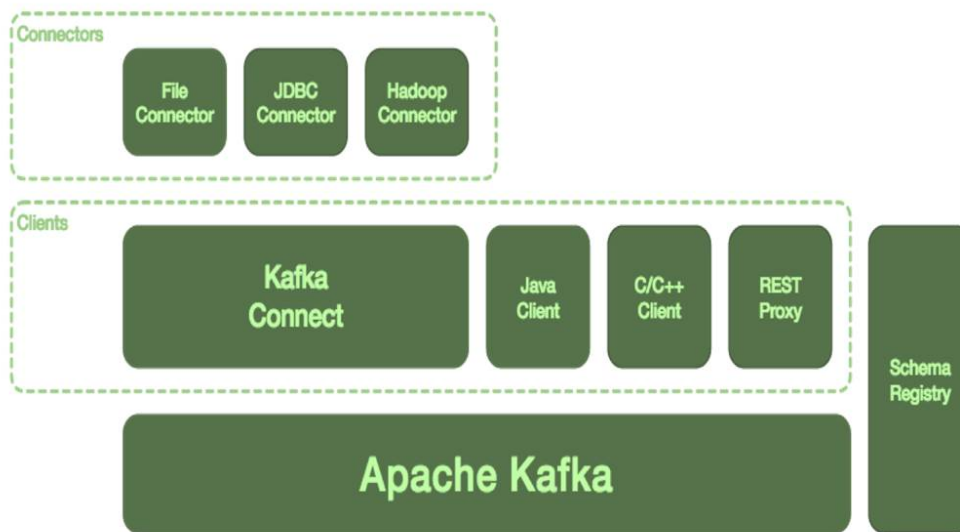 Connectors
File
Connector
JDBC
Connector
Hadoop
Connector
Clients
Kafka
Connect
Java
Client
C/C++
Client
REST
Proxy
Schema
Registry
Apache Kafka